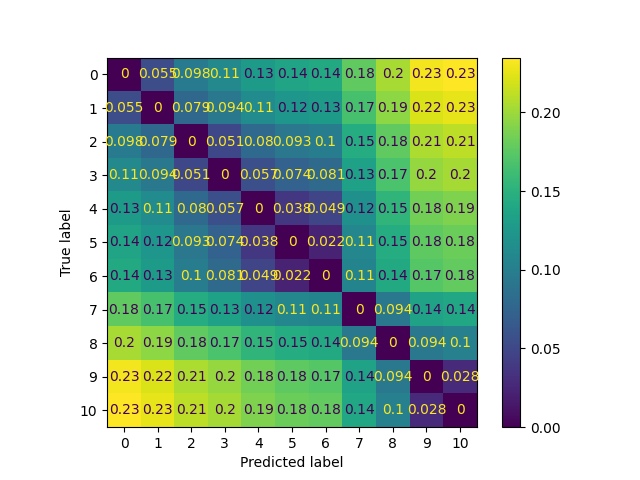 0 0 0.055 0.098 0.11 0.13 0.14 0.14 0.18 0.2 0.23 0.23
1 0.055 0 0.079 0.094 0.11 0.12 0.13 0.17 0.19 0.22 0.23
2 0.098 0.079 0 0.051 0.08 0.093 0.1 0.15 0.18 0.21 0.21
3 0.11 0.094 0.051 0 0.057 0.074 0.081 0.13 0.17 0.2 0.2
4 0.13 0.11 0.08 0.057 0 0.038 0.049 0.12 0.15 0.18 0.19
5 0.14 0.12 0.093 0.074 0.038 0 0.022 0.11 0.15 0.18 0.18
6 0.14 0.13 0.1 0.081 0.049 0.022 0 0.11 0.14 0.17 0.18
7 0.18 0.17 0.15 0.13 0.12 0.11 0.11 0 0.094 0.14 0.14
8 0.2 0.19 0.18 0.17 0.15 0.15 0.14 0.094 0 0.094 0.1
9 0.23 0.22 0.21 0.2 0.18 0.18 0.17 0.14 0.094 0 0.028
10 0.23 0.23 0.21 0.2 0.19 0.18 0.18 0.14 0.1 0.028 0
0 1 2 3 4 5 6 7 8 9 10
Predicted label
True label
0.20
0.15
0.10
0.05
0.00